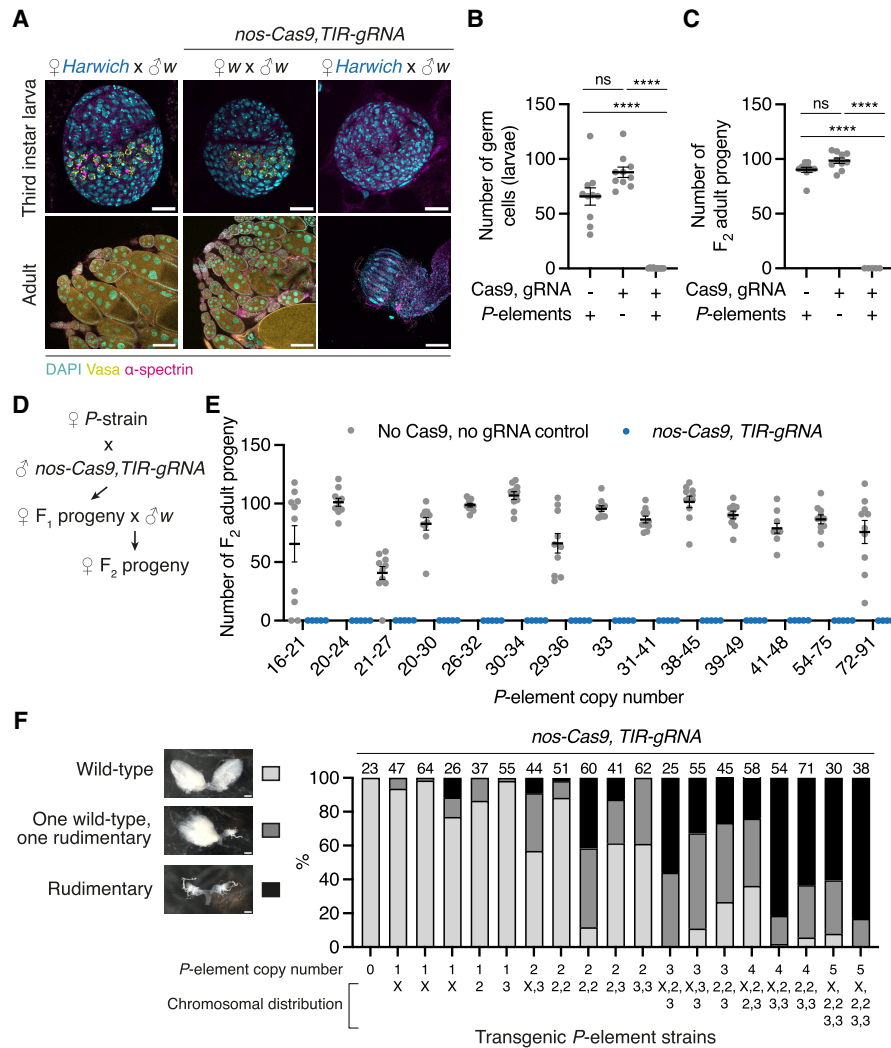 A
nos-Cas9,TIR-gRNA
♀Harwich x ♂w
♀w x ♂w
♀Harwich x ♂w
Third instar larva
Adult
DAPI Vasa α-spectrin
B
ns ****
****
Number of germ cells (larvae)
150
100
50
0
Cas9, gRNA - + +
P-elements + - +
C
ns ****
****
Number of F2 adult progeny
150
100
50
0
Cas9, gRNA - + +
P-elements + - +
D
♀ P-strain
x
♂ nos-Cas9,TIR-gRNA
♀ F1 progeny x ♂w
♀ F2 progeny
E
No Cas9, no gRNA control
nos-Cas9, TIR-gRNA
Number of F2 adult progeny
150
100
50
0
16-21 20-24 21-27 20-30 26-32 30-34 29-36 33 31-41 38-45 39-49 41-48 54-75 72-91
P-element copy number
F
Wild-type
One wild-type,
one rudimentary
Rudimentary
nos-Cas9, TIR-gRNA
23 47 64 26 37 55 44 51 60 41 62 25 55 45 58 54 71 30 38
%
100
80
60
40
20
0
P-element copy number 0 1 1 1 1 1 2 2 2 2 2 3 3 3 4 4 4 5 5
Chromosomal distribution X X X 2 3 X,3 2,2 2,2 2,3 2,3 X,2, X,3, 2,2, X,2, X,2, 2,2, X, X,
3 3 3 2,3 3,3 3,3 2,2 2,2
3,3 3,3
Transgenic P-element strains